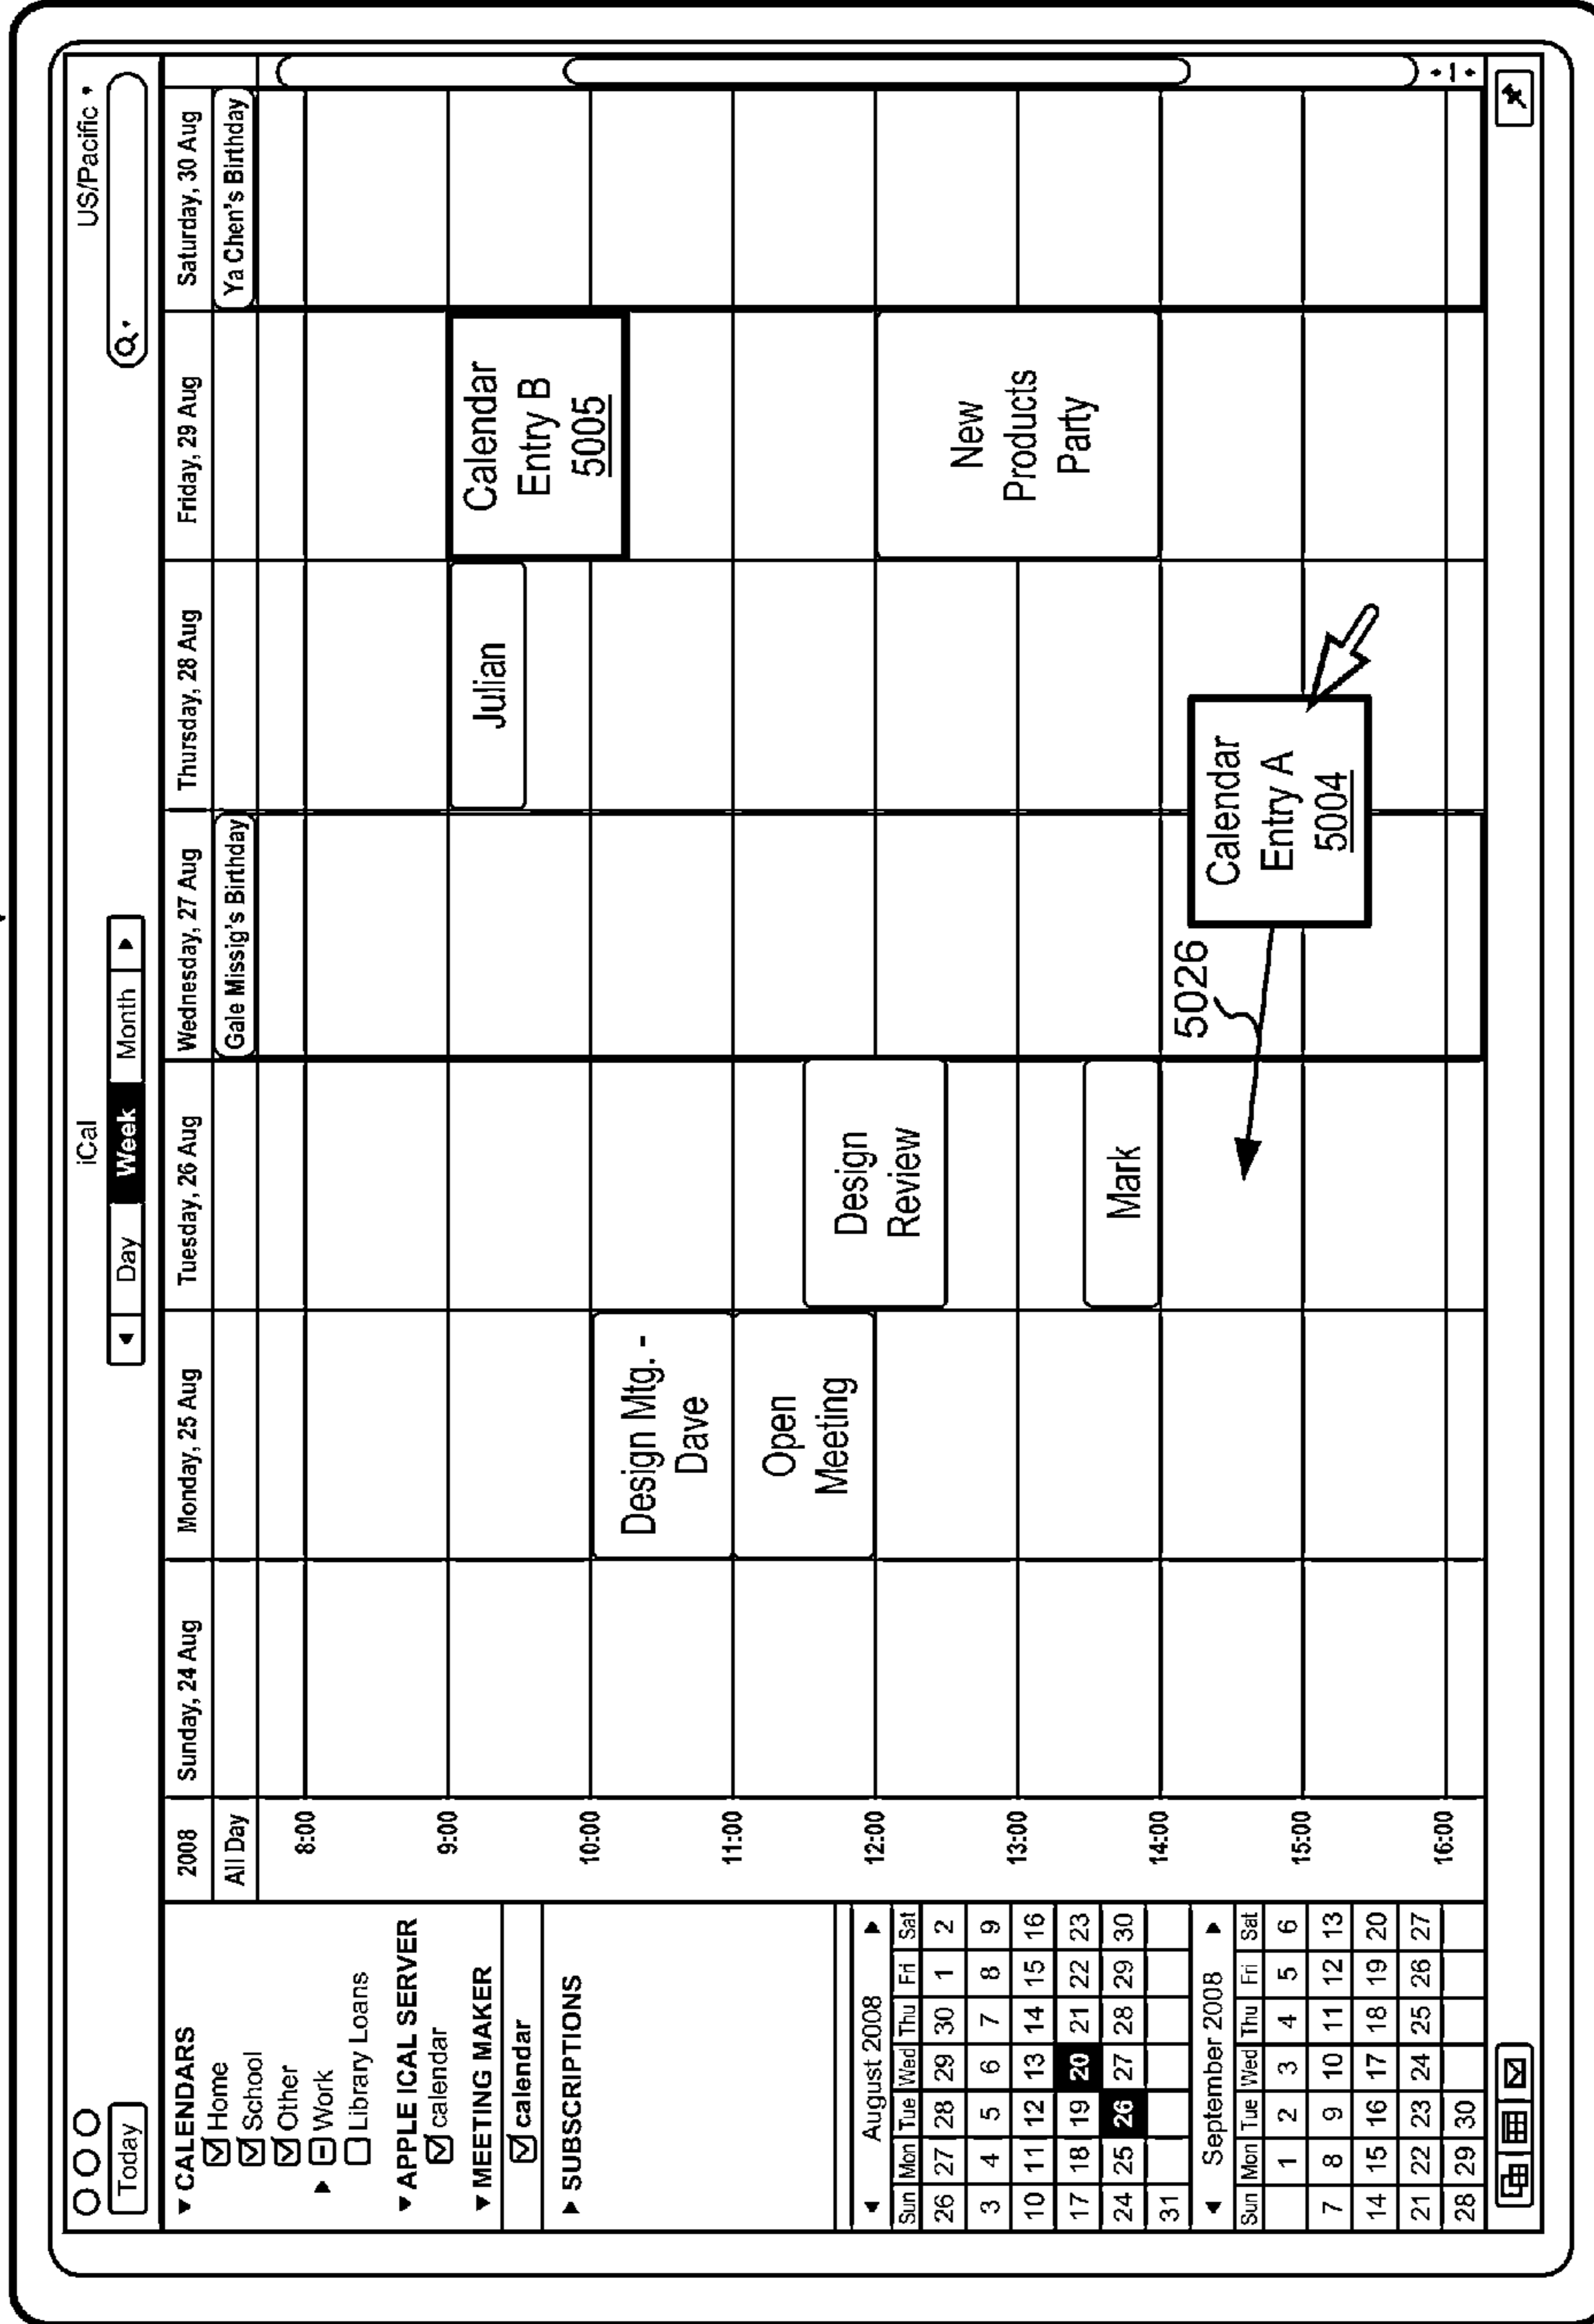 iCal
US/Pacific
Today
Day Week Month
CALENDARS
Home
School
Other
Work
Library Loans
APPLE ICAL SERVER
calendar
MEETING MAKER
calendar
SUBSCRIPTIONS
August 2008
Sun Mon Tue Wed Thu Fri Sat
26 27 28 29 30 1 2
3 4 5 6 7 8 9
10 11 12 13 14 15 16
17 18 19 20 21 22 23
24 25 26 27 28 29 30
31
September 2008
Sun Mon Tue Wed Thu Fri Sat
1 2 3 4 5 6
7 8 9 10 11 12 13
14 15 16 17 18 19 20
21 22 23 24 25 26 27
28 29 30
2008 Sunday, 24 Aug Monday, 25 Aug Tuesday, 26 Aug Wednesday, 27 Aug Thursday, 28 Aug Friday, 29 Aug Saturday, 30 Aug
All Day Gale Missig's Birthday Ya Chen's Birthday
8:00
9:00
10:00
11:00
12:00
13:00
14:00
15:00
16:00
Design Mtg. -
Dave
Open
Meeting
Design
Review
Mark
5026
Julian
Calendar
Entry A
5004
Calendar
Entry B
5005
New
Products
Party